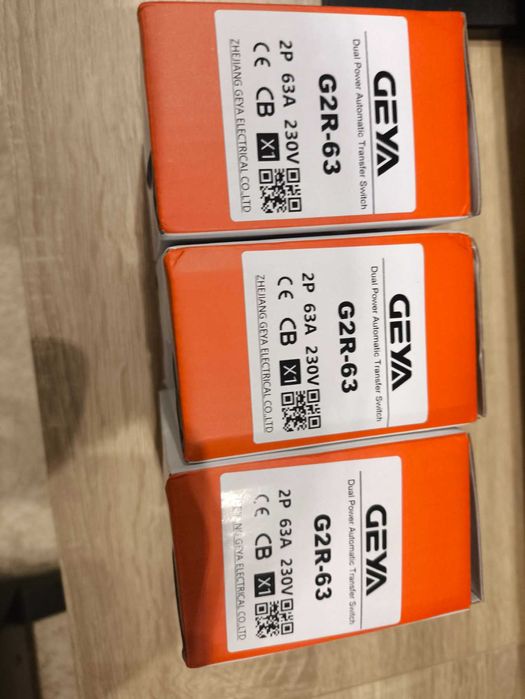 GEYA
Dual Power Automatic Transfer Switch
G2R-63
2P 63A 230V
CE CB X1
ZHEJIANG GEYA ELECTRICAL CO.,LTD
GEYA
Dual Power Automatic Transfer Switch
G2R-63
2P 63A 230V
CE CB X1
ZHEJIANG GEYA ELECTRICAL CO.,LTD
GEYA
Dual Power Automatic Transfer Switch
G2R-63
2P 63A 230V
CE CB X1
ZHEJIANG GEYA ELECTRICAL CO.,LTD